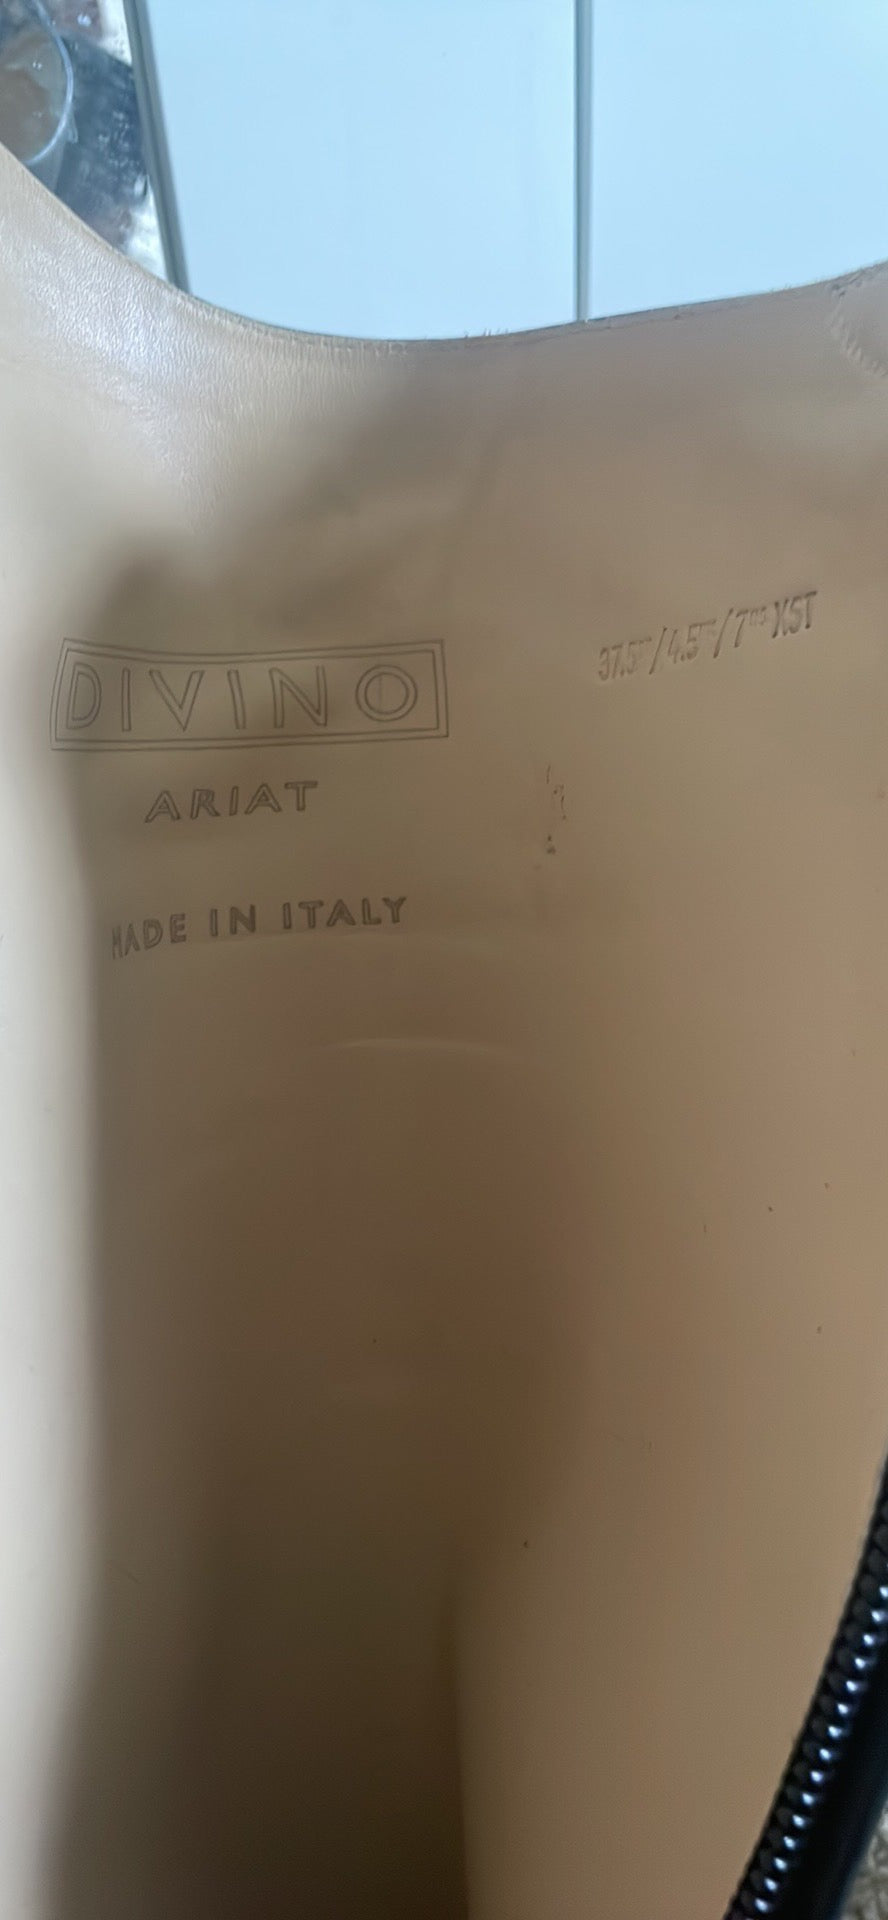 DIVINO
ARIAT
MADE IN ITALY
37.5 / 4.5 / 7 XST